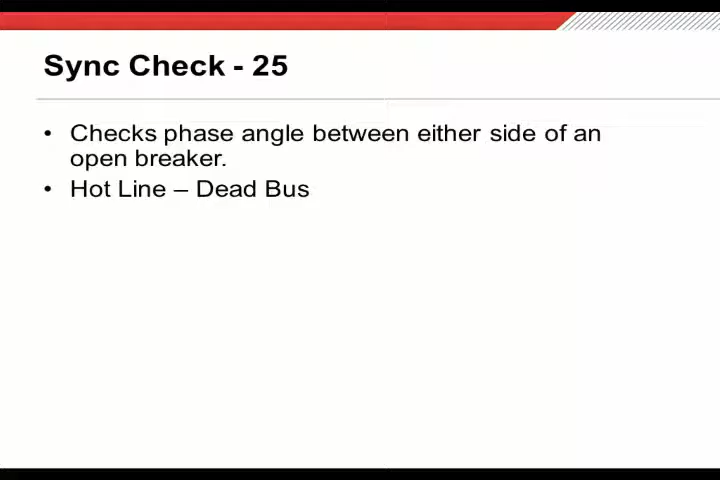 Sync Check - 25
• Checks phase angle between either side of an
open breaker.
• Hot Line – Dead Bus